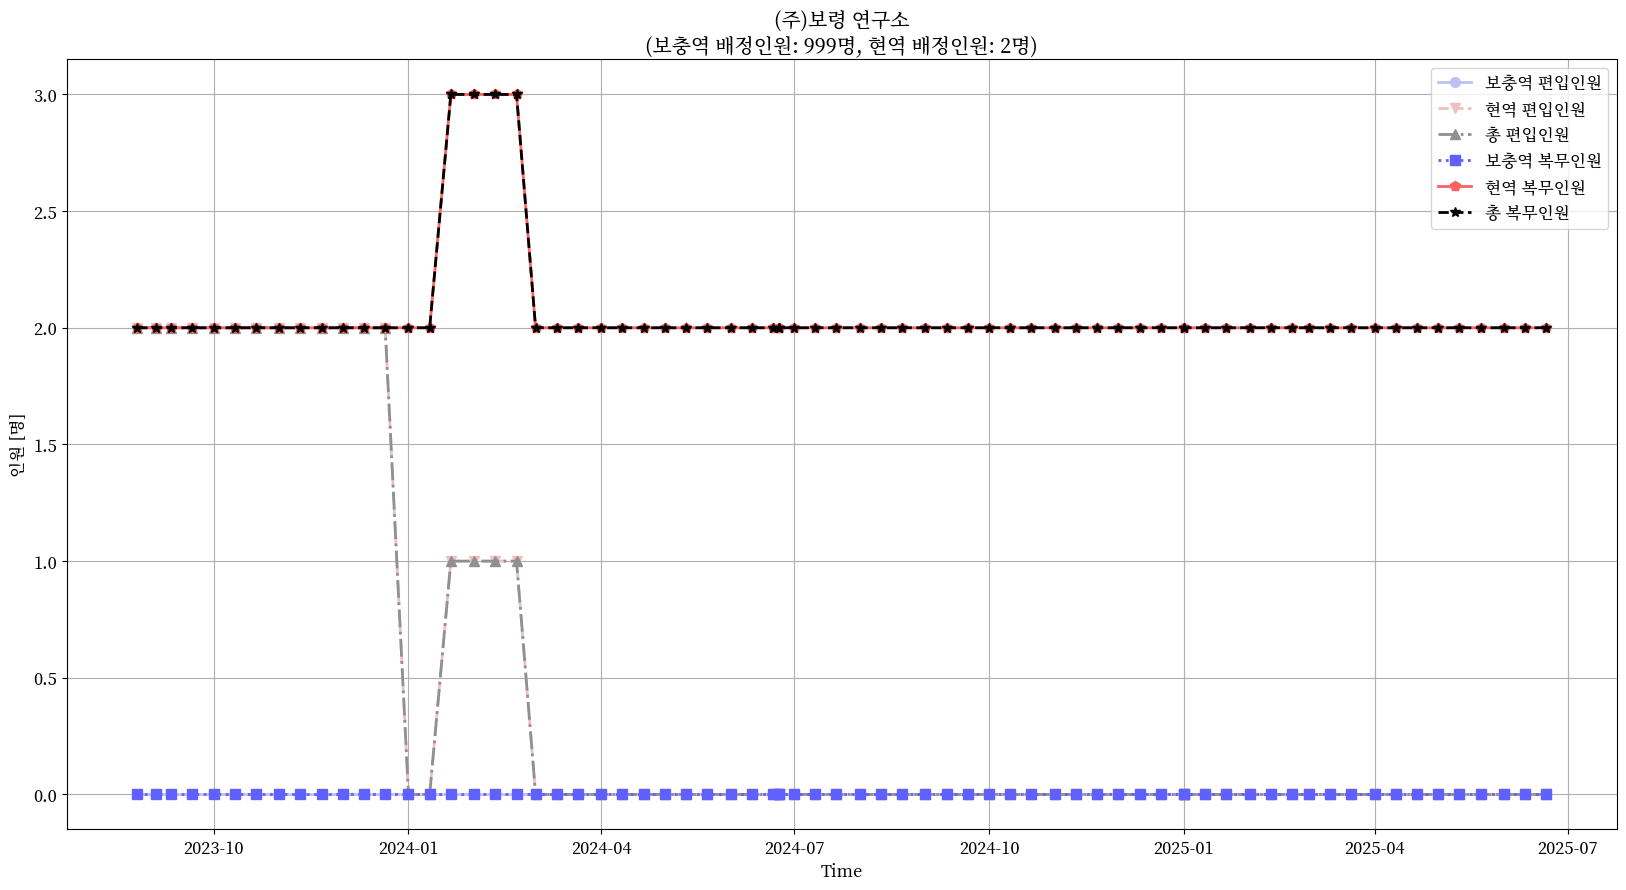 (주)보령 연구소
(보충역 배정인원: 999명, 현역 배정인원: 2명)
보충역 편입인원
현역 편입인원
총 편입인원
보충역 복무인원
현역 복무인원
총 복무인원
인원 [명]
3.0
2.5
2.0
1.5
1.0
0.5
0.0
2023-10
2024-01
2024-04
2024-07
2024-10
2025-01
2025-04
2025-07
Time